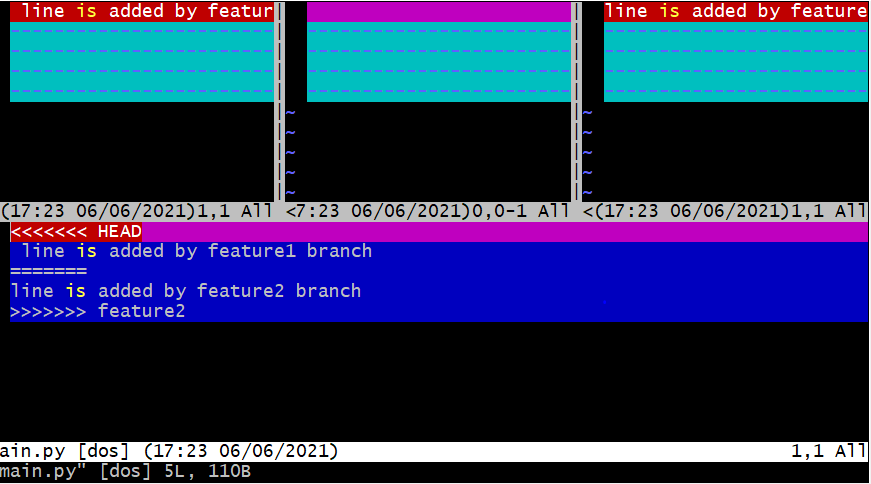 line is added by featur
line is added by feature
~ ~
~ ~
~ ~
~ ~
~ ~
(17:23 06/06/2021)1,1 All <7:23 06/06/2021)0,0-1 All <(17:23 06/06/2021)1,1 All
<<<<<<< HEAD
line is added by feature1 branch
=======
line is added by feature2 branch
>>>>>>> feature2
ain.py [dos] (17:23 06/06/2021) 1,1 All
main.py" [dos] 5L, 110B